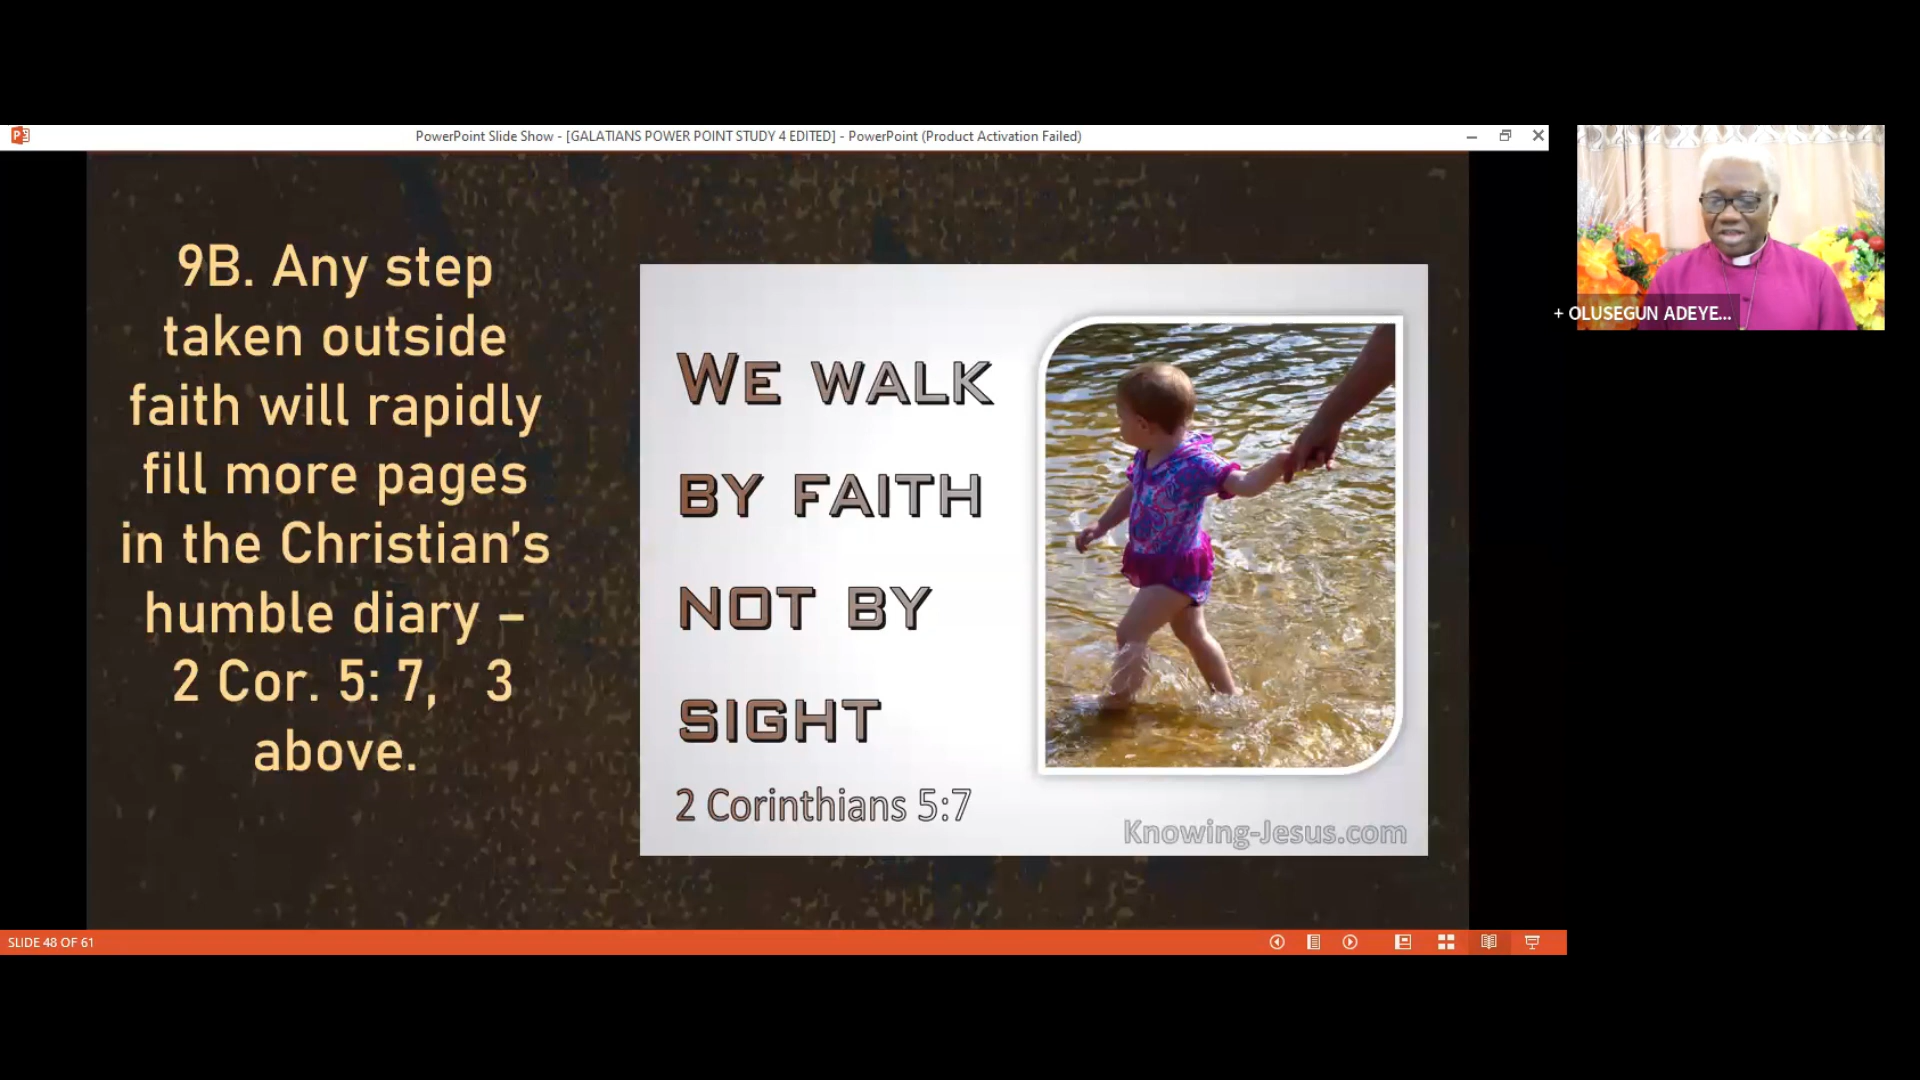 PowerPoint Slide Show - [GALATIANS POWER POINT STUDY 4 EDITED] - PowerPoint (Product Activation Failed)
9B. Any step
taken outside
faith will rapidly
fill more pages
in the Christian’s
humble diary –
2 Cor. 5: 7, 3
above.
WE WALK
BY FAITH
NOT BY
SIGHT
2 Corinthians 5:7
Knowing-Jesus.com
+ OLUSEGUN ADEYE...
SLIDE 48 OF 61